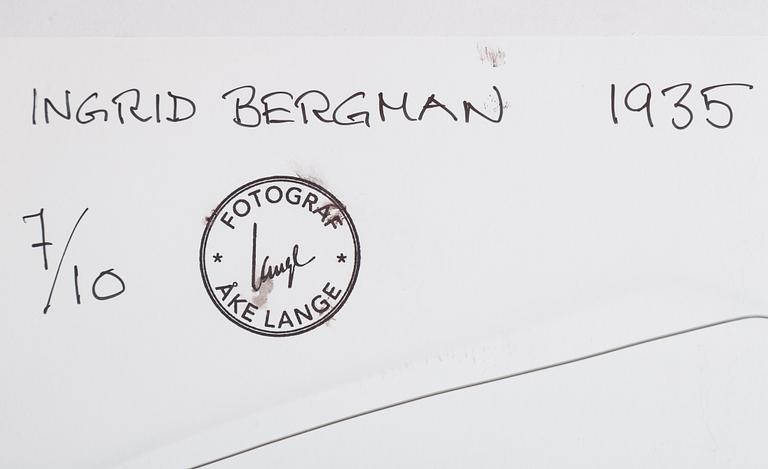 INGRID BERGMAN 1935
7/10
FOTOGRAF
* Lange *
ÅKE LANGE